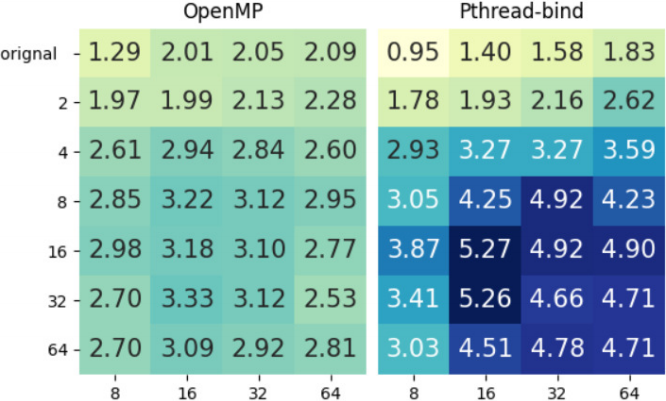 OpenMP Pthread-bind
orignal 1.29 2.01 2.05 2.09 0.95 1.40 1.58 1.83
2 1.97 1.99 2.13 2.28 1.78 1.93 2.16 2.62
4 2.61 2.94 2.84 2.60 2.93 3.27 3.27 3.59
8 2.85 3.22 3.12 2.95 3.05 4.25 4.92 4.23
16 2.98 3.18 3.10 2.77 3.87 5.27 4.92 4.90
32 2.70 3.33 3.12 2.53 3.41 5.26 4.66 4.71
64 2.70 3.09 2.92 2.81 3.03 4.51 4.78 4.71
8 16 32 64 8 16 32 64